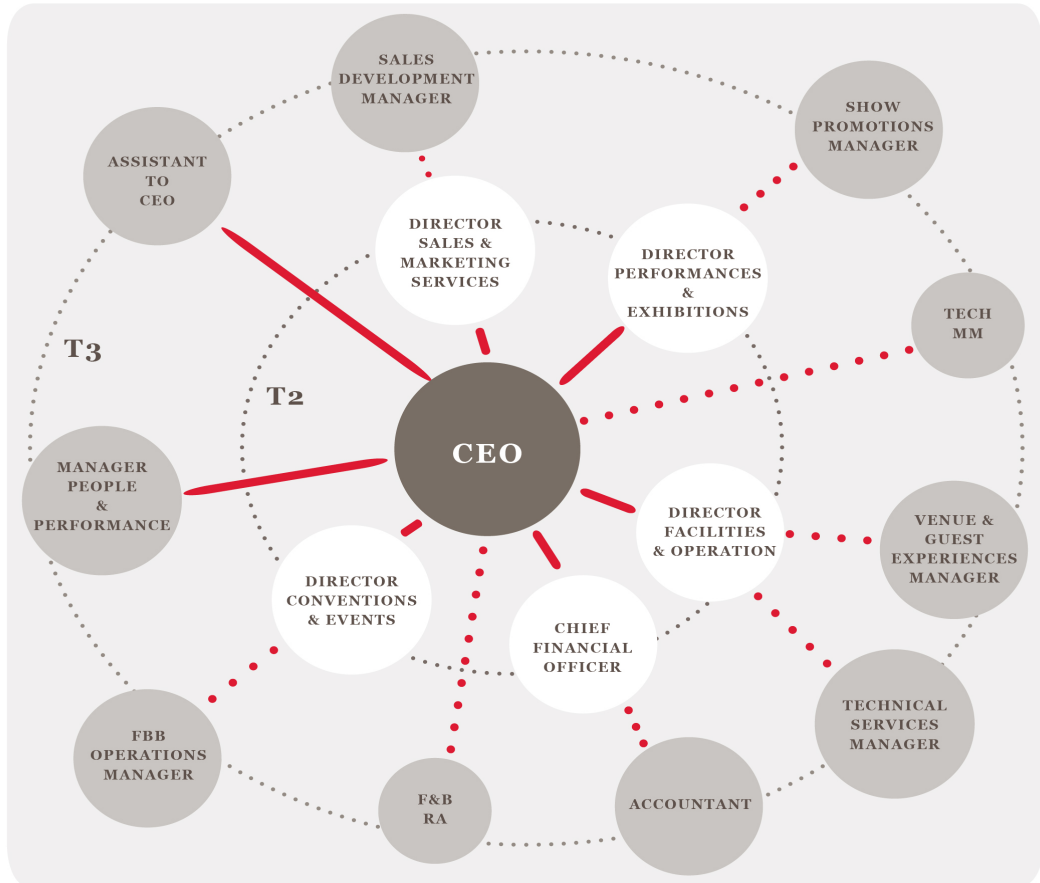 SALES
DEVELOPMENT
MANAGER
SHOW
PROMOTIONS
MANAGER
ASSISTANT
TO
CEO
DIRECTOR
SALES &
MARKETING
SERVICES
DIRECTOR
PERFORMANCES
&
EXHIBITIONS
TECH
MM
T3
T2
CEO
MANAGER
PEOPLE
&
PERFORMANCE
DIRECTOR
FACILITIES
& OPERATION
VENUE &
GUEST
EXPERIENCES
MANAGER
DIRECTOR
CONVENTIONS
& EVENTS
CHIEF
FINANCIAL
OFFICER
FBB
OPERATIONS
MANAGER
TECHNICAL
SERVICES
MANAGER
F&B
RA
ACCOUNTANT